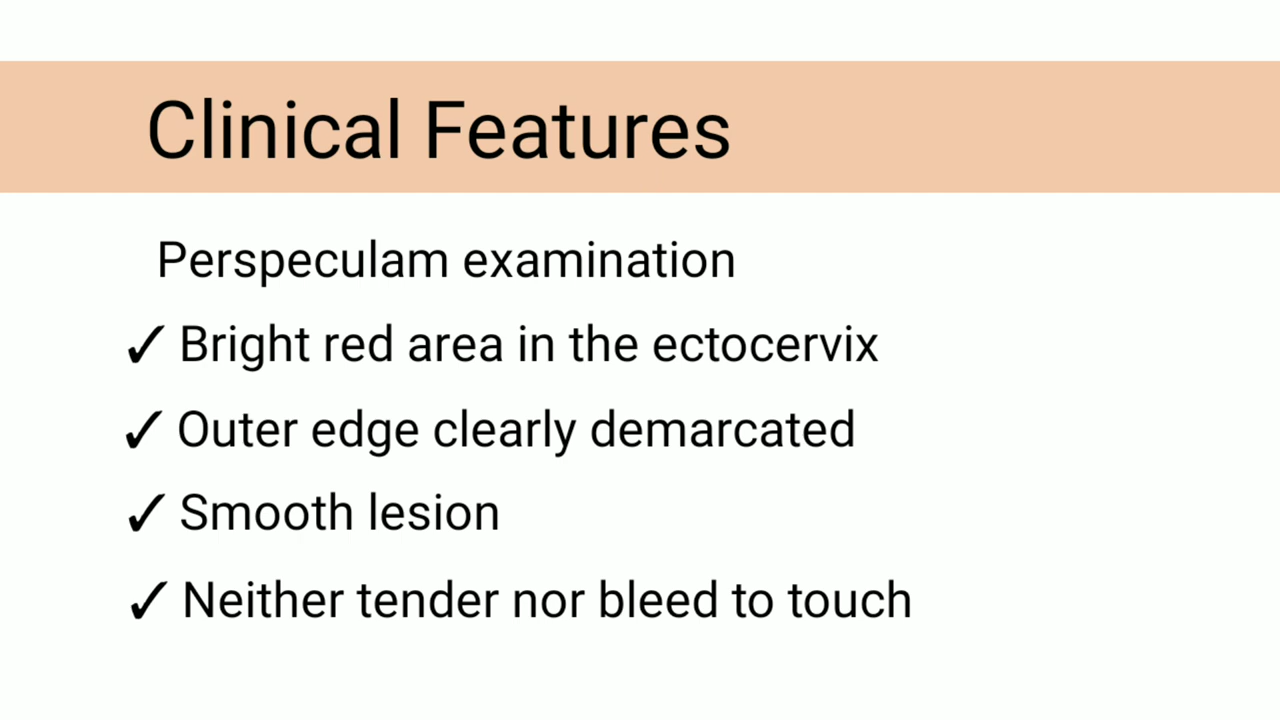 Clinical Features
Perspeculam examination
✓ Bright red area in the ectocervix
✓ Outer edge clearly demarcated
✓ Smooth lesion
✓ Neither tender nor bleed to touch